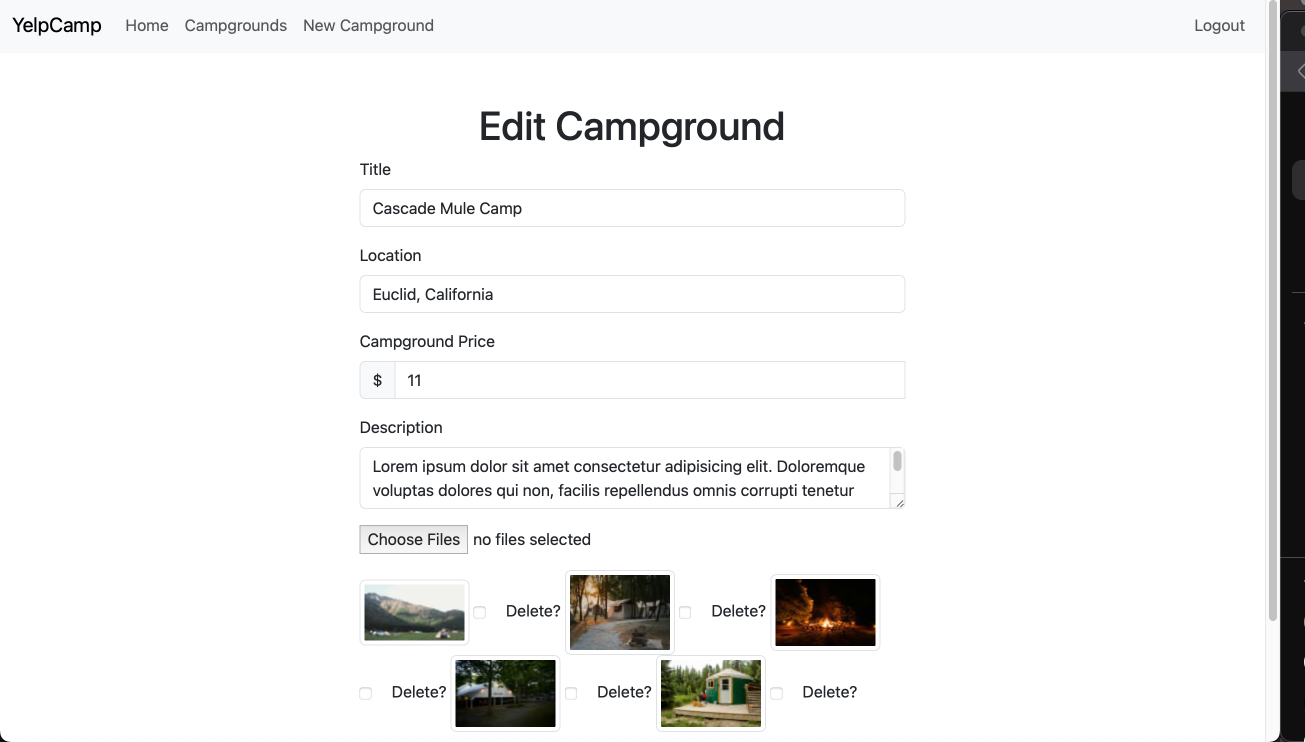 YelpCamp Home Campgrounds New Campground Logout
Edit Campground
Title
Cascade Mule Camp
Location
Euclid, California
Campground Price
$ 11
Description
Lorem ipsum dolor sit amet consectetur adipisicing elit. Doloremque
voluptas dolores qui non, facilis repellendus omnis corrupti tenetur
Choose Files no files selected
Delete? Delete?
Delete? Delete? Delete?